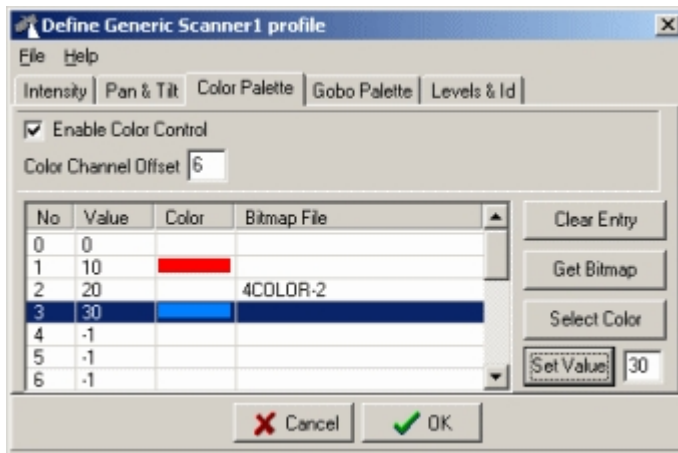 Define Generic Scanner1 profile
File Help
Intensity Pan & Tilt Color Palette Gobo Palette Levels & Id
Enable Color Control
Color Channel Offset 6
No Value Color Bitmap File
0 0
1 10
2 20 4COLOR-2
3 30
4 -1
5 -1
6 -1
Clear Entry
Get Bitmap
Select Color
Set Value 30
Cancel OK